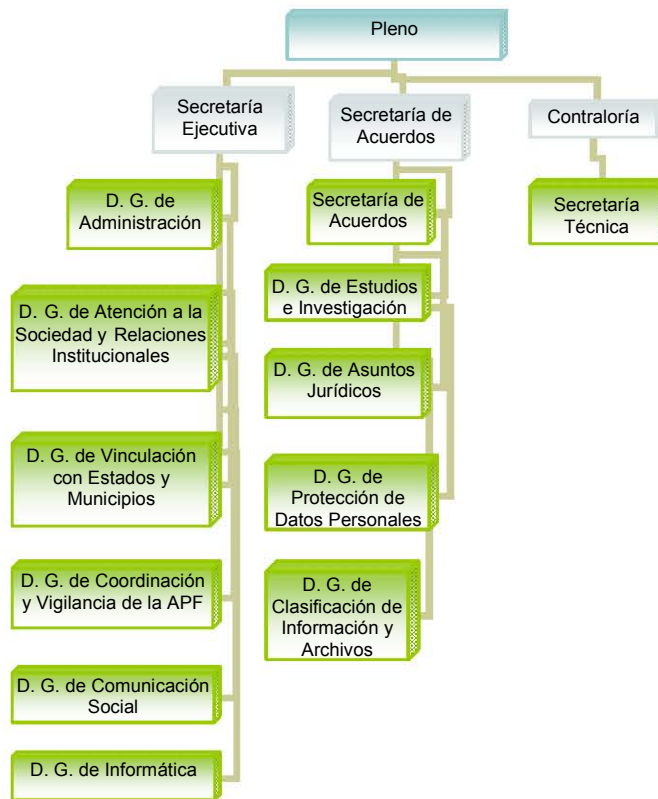 Pleno
Secretaría
Ejecutiva
Secretaría de
Acuerdos
Contraloría
D. G. de
Administración
D. G. de Atención a la
Sociedad y Relaciones
Institucionales
D. G. de Vinculación
con Estados y
Municipios
D. G. de Coordinación
y Vigilancia de la APF
D. G. de Comunicación
Social
D. G. de Informática
Secretaría de
Acuerdos
D. G. de Estudios
e Investigación
D. G. de Asuntos
Jurídicos
D. G. de
Protección de
Datos Personales
D. G. de
Clasificación de
Información y
Archivos
Secretaría
Técnica